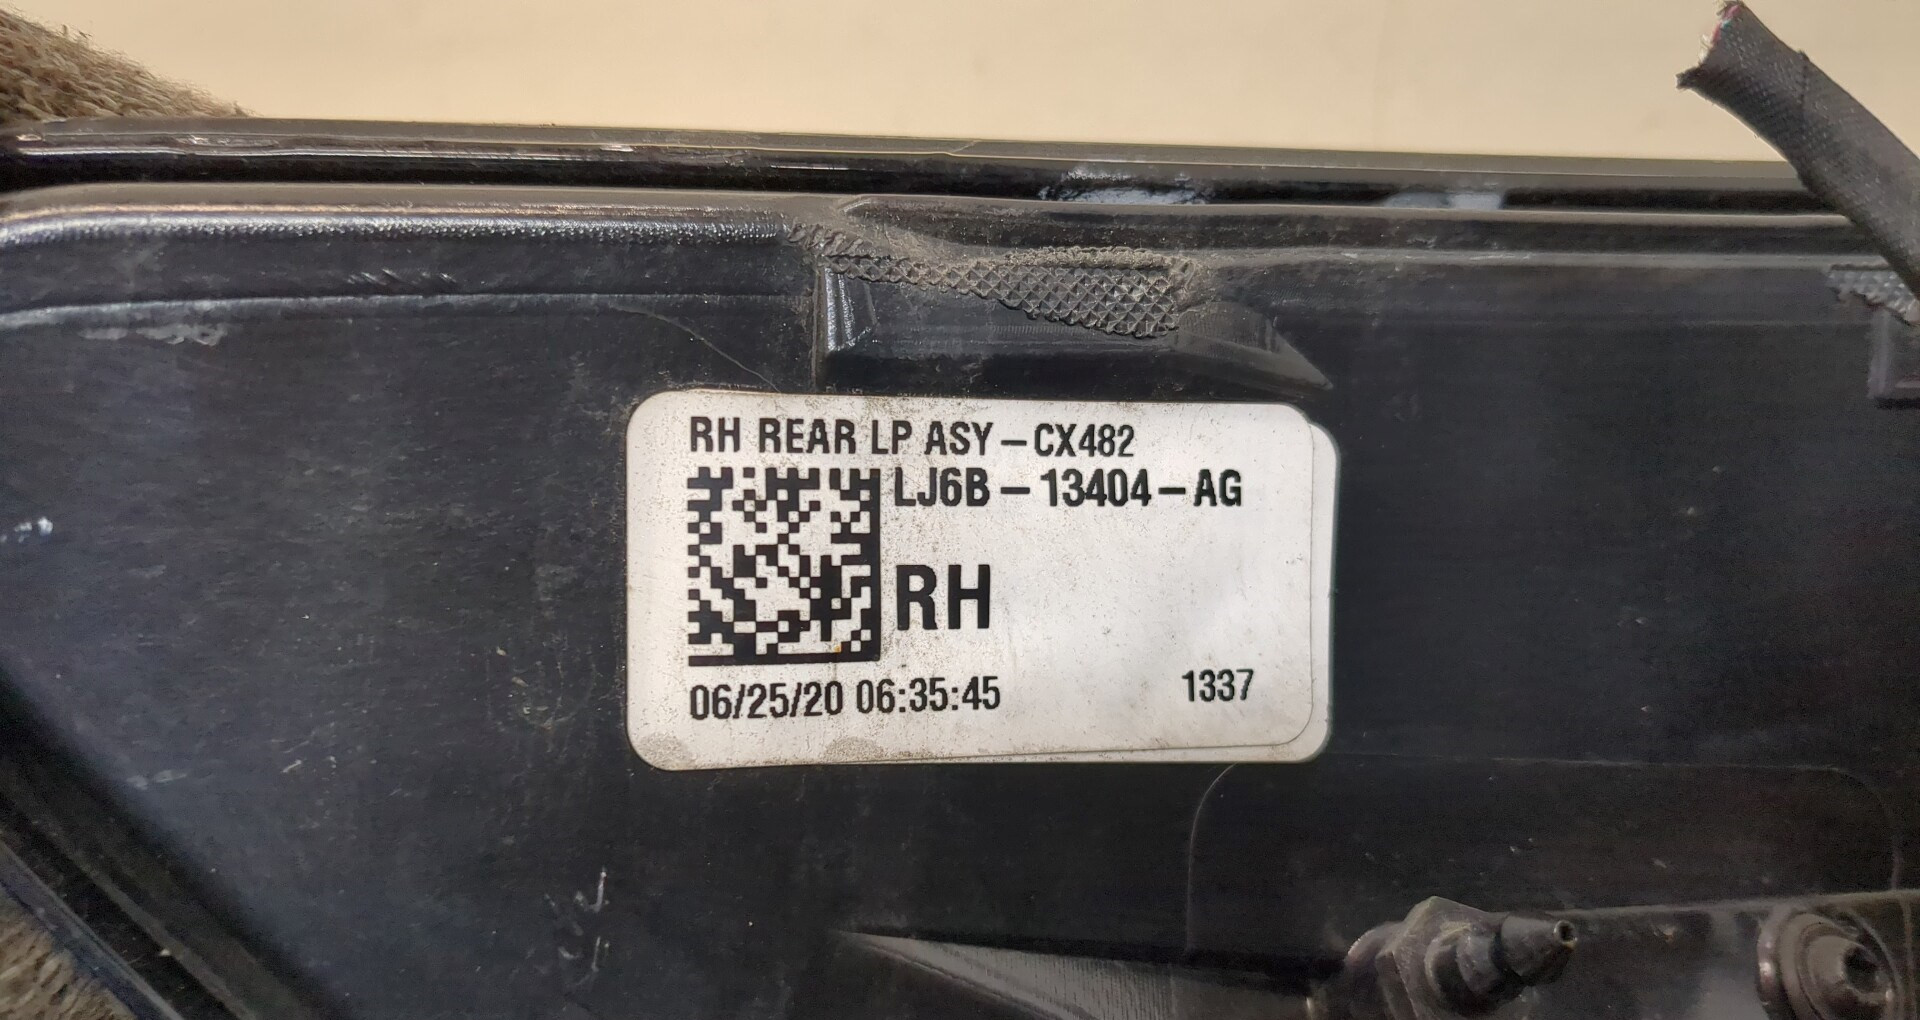 RH REAR LP ASY – CX482
LJ6B – 13404 – AG
RH
06/25/20 06:35:45 1337